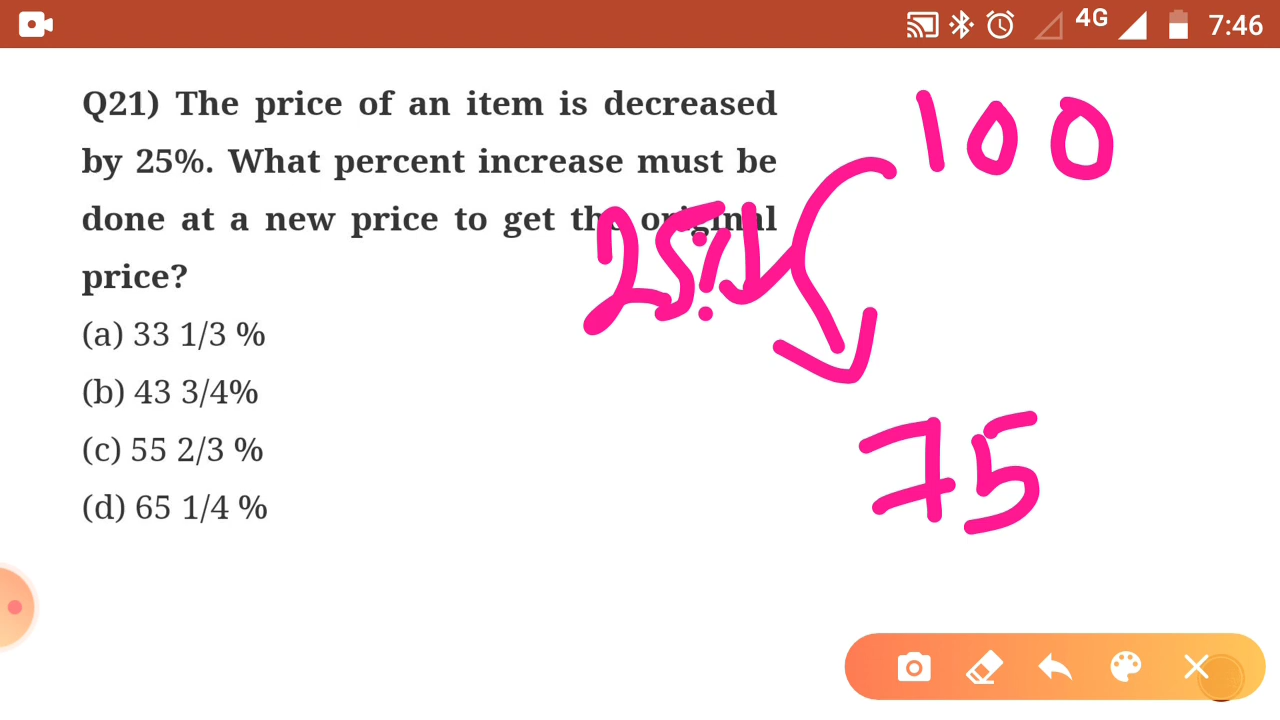 4G 7:46
Q21) The price of an item is decreased
by 25%. What percent increase must be
done at a new price to get the original
price?
(a) 33 1/3 %
(b) 43 3/4%
(c) 55 2/3 %
(d) 65 1/4 %
100
25%↓
75